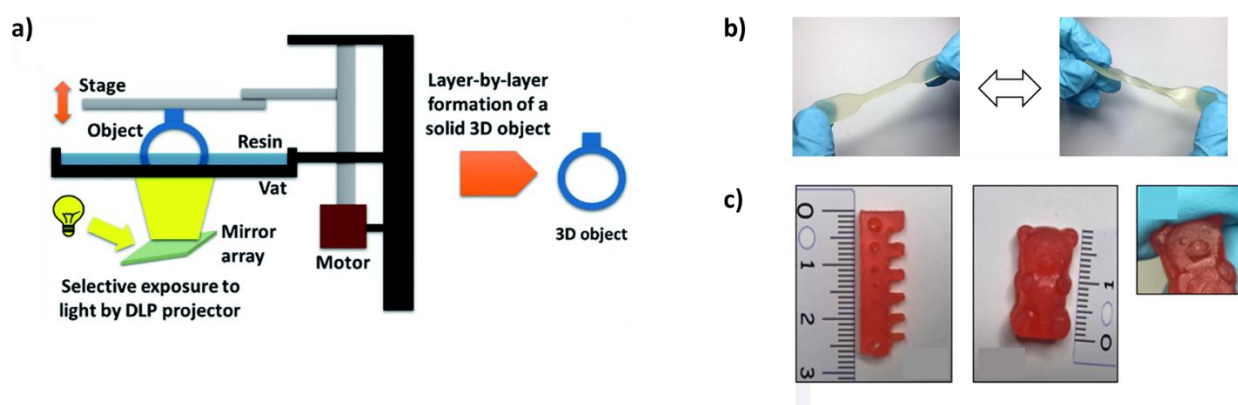 a)
Stage
Object
Resin
Vat
Mirror
array
Motor
Selective exposure to
light by DLP projector
Layer-by-layer
formation of a
solid 3D object
3D object
b)
c)
0
1
2
3
1
0